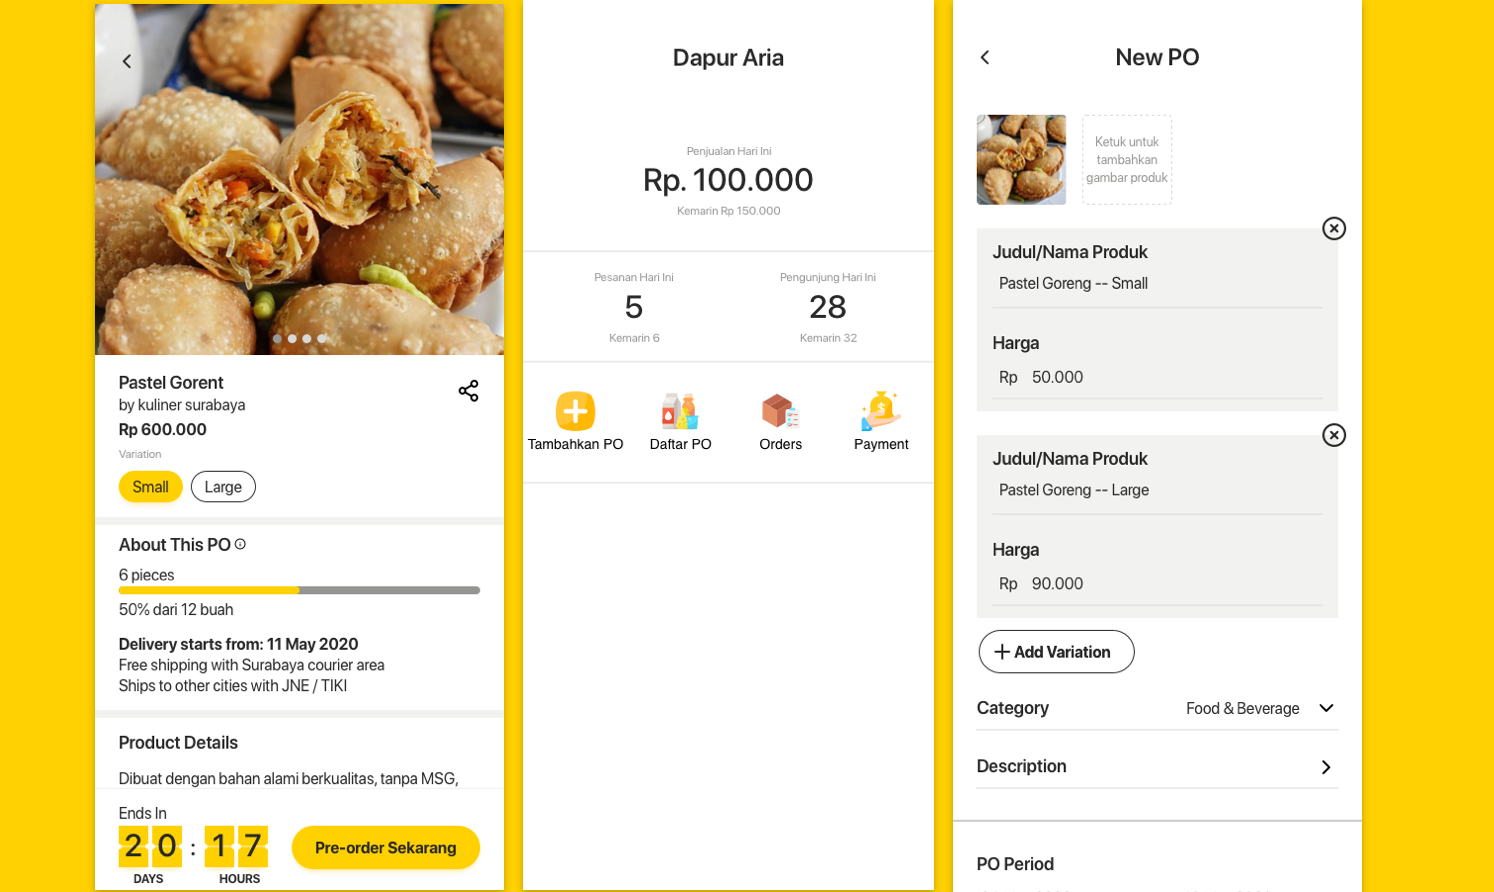 Pastel Gorent
by kuliner surabaya
Rp 600.000
Variation
Small
Large
About This PO
6 pieces
50% dari 12 buah
Delivery starts from: 11 May 2020
Free shipping with Surabaya courier area
Ships to other cities with JNE / TIKI
Product Details
Dibuat dengan bahan alami berkualitas, tanpa MSG,
Ends In
20 : 17
DAYS HOURS
Pre-order Sekarang
Dapur Aria
Penjualan Hari Ini
Rp. 100.000
Kemarin Rp 150.000
Pesanan Hari Ini
5
Kemarin 6
Pengunjung Hari Ini
28
Kemarin 32
Tambahkan PO
Daftar PO
Orders
Payment
New PO
Ketuk untuk
tambahkan
gambar produk
Judul/Nama Produk
Pastel Goreng -- Small
Harga
Rp 50.000
Judul/Nama Produk
Pastel Goreng -- Large
Harga
Rp 90.000
Add Variation
Category
Food & Beverage
Description
PO Period